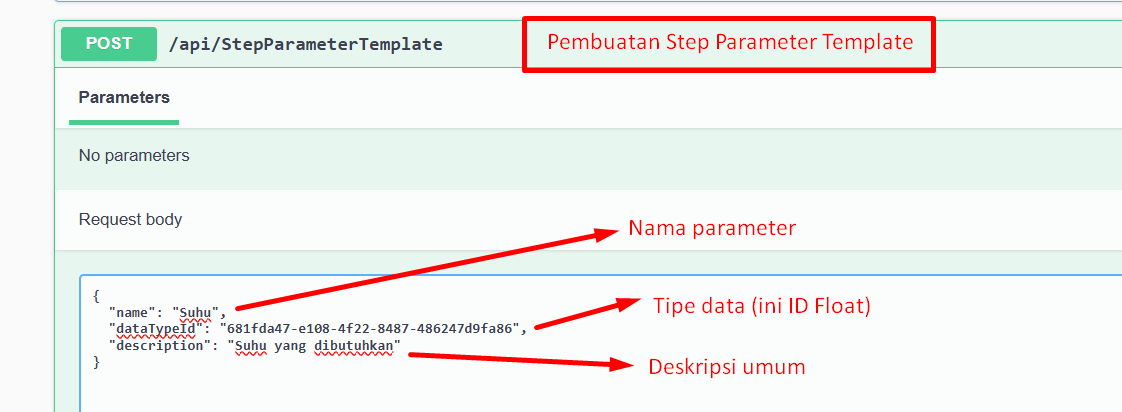 POST /api/StepParameterTemplate Pembuatan Step Parameter Template
Parameters
No parameters
Request body
Nama parameter
{
"name": "Suhu",
"dataTypeId": "681fda47-e108-4f22-8487-486247d9fa86",
Tipe data (ini ID Float)
"description": "Suhu yang dibutuhkan"
Deskripsi umum
}